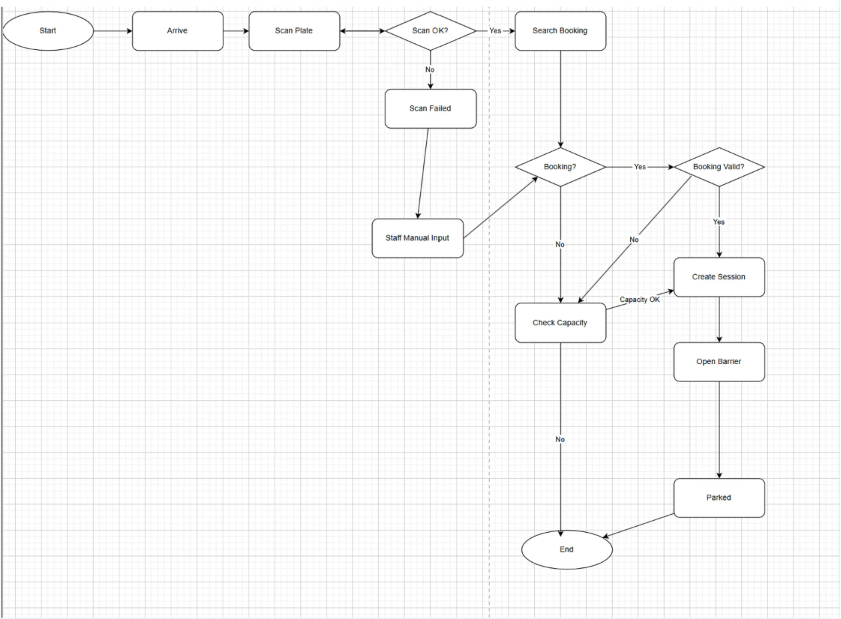 Start
Arrive
Scan Plate
Scan OK?
Yes
Search Booking
No
Scan Failed
Booking?
Yes
Booking Valid?
Staff Manual Input
No
No
Yes
Create Session
Capacity OK
Check Capacity
Open Barrier
No
Parked
End